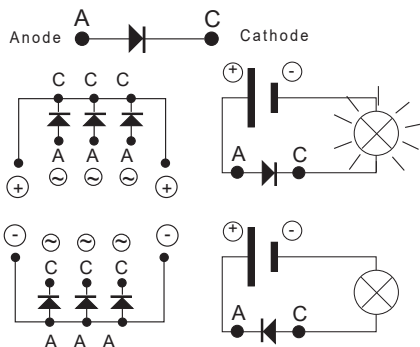 A C
Anode Cathode
C C C
A A A
~ ~ ~
+ +
+ -
A C
- ~ ~ ~ -
C C C
A A A
+ -
A C